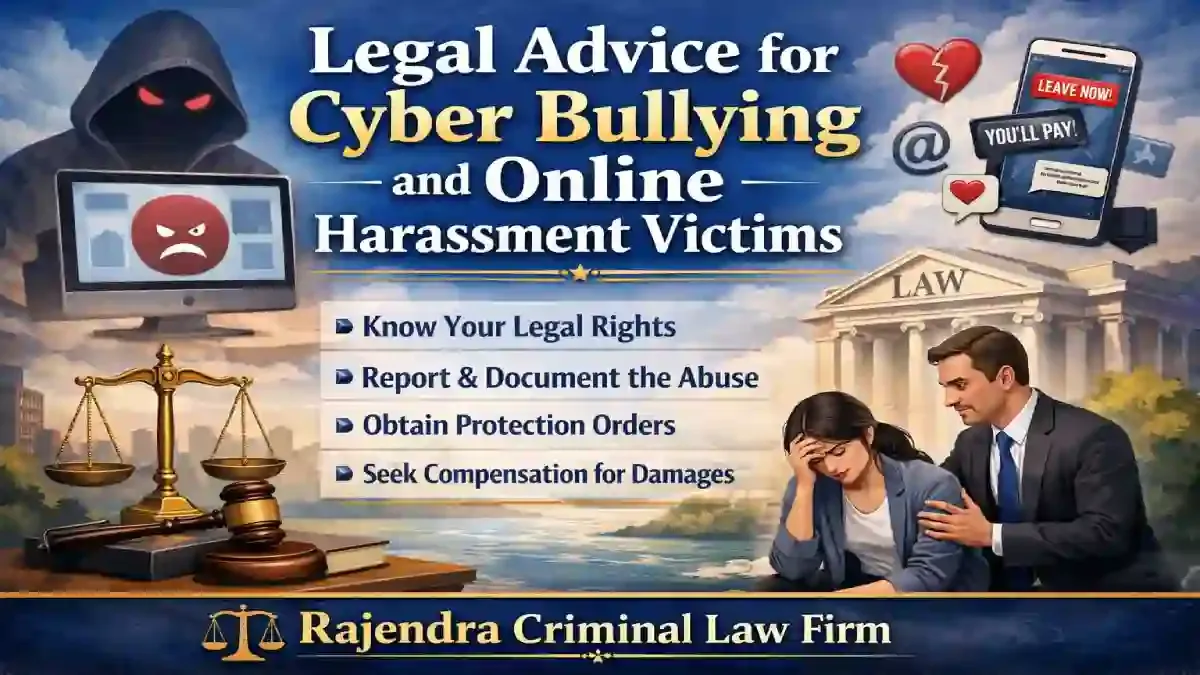 Legal Advice for
Cyber Bullying
and Online
Harassment Victims
Know Your Legal Rights
Report & Document the Abuse
Obtain Protection Orders
Seek Compensation for Damages
LEAVE NOW!
YOU'LL PAY!
@
LAW
Rajendra Criminal Law Firm